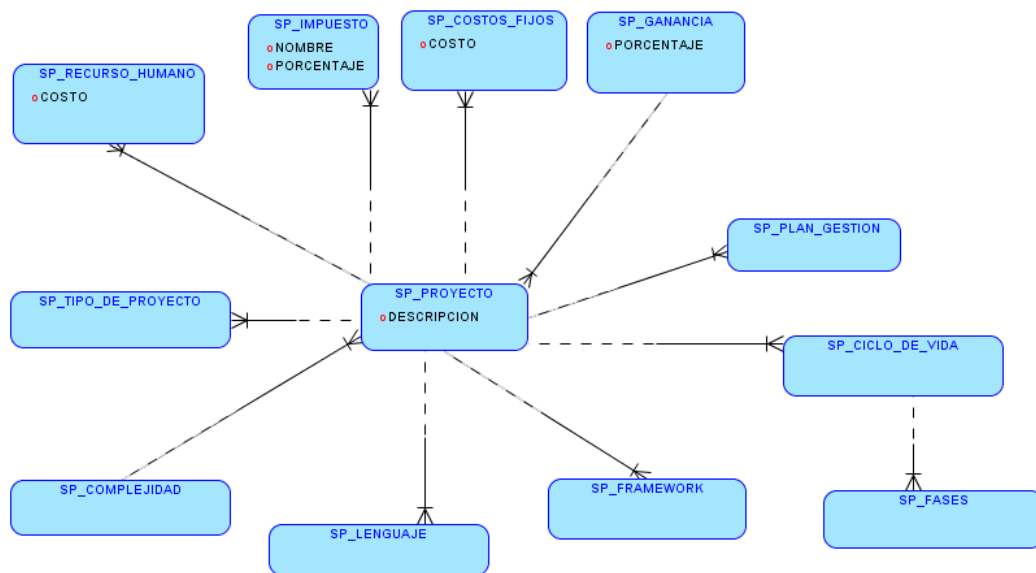 SP_IMPUESTO
o NOMBRE
o PORCENTAJE
SP_COSTOS_FIJOS
o COSTO
SP_GANANCIA
o PORCENTAJE
SP_RECURSO_HUMANO
o COSTO
SP_PLAN_GESTION
SP_TIPO_DE_PROYECTO
SP_PROYECTO
o DESCRIPCION
SP_CICLO_DE_VIDA
SP_COMPLEJIDAD
SP_LENGUAJE
SP_FRAMEWORK
SP_FASES